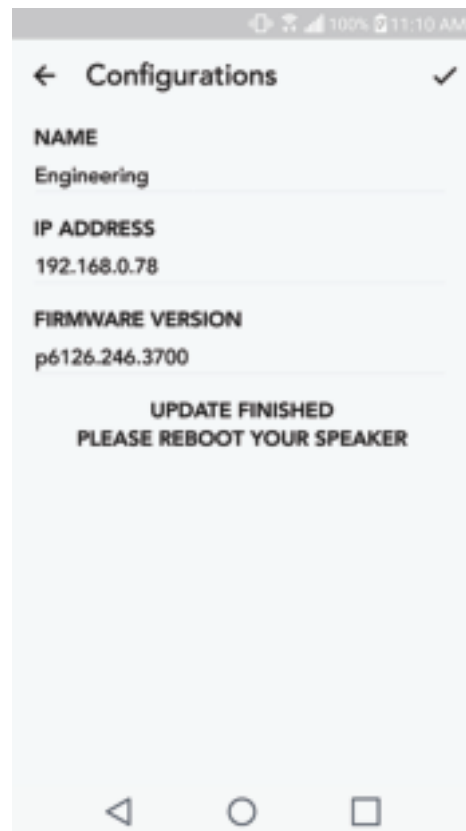 100% 11:10 AM
Configurations
NAME
Engineering
IP ADDRESS
192.168.0.78
FIRMWARE VERSION
p6126.246.3700
UPDATE FINISHED
PLEASE REBOOT YOUR SPEAKER